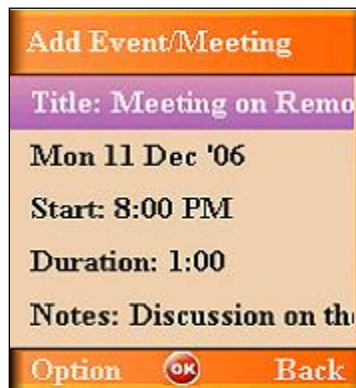 Add Event/Meeting
Title: Meeting on Remo
Mon 11 Dec '06
Start: 8:00 PM
Duration: 1:00
Notes: Discussion on th
Option OK Back